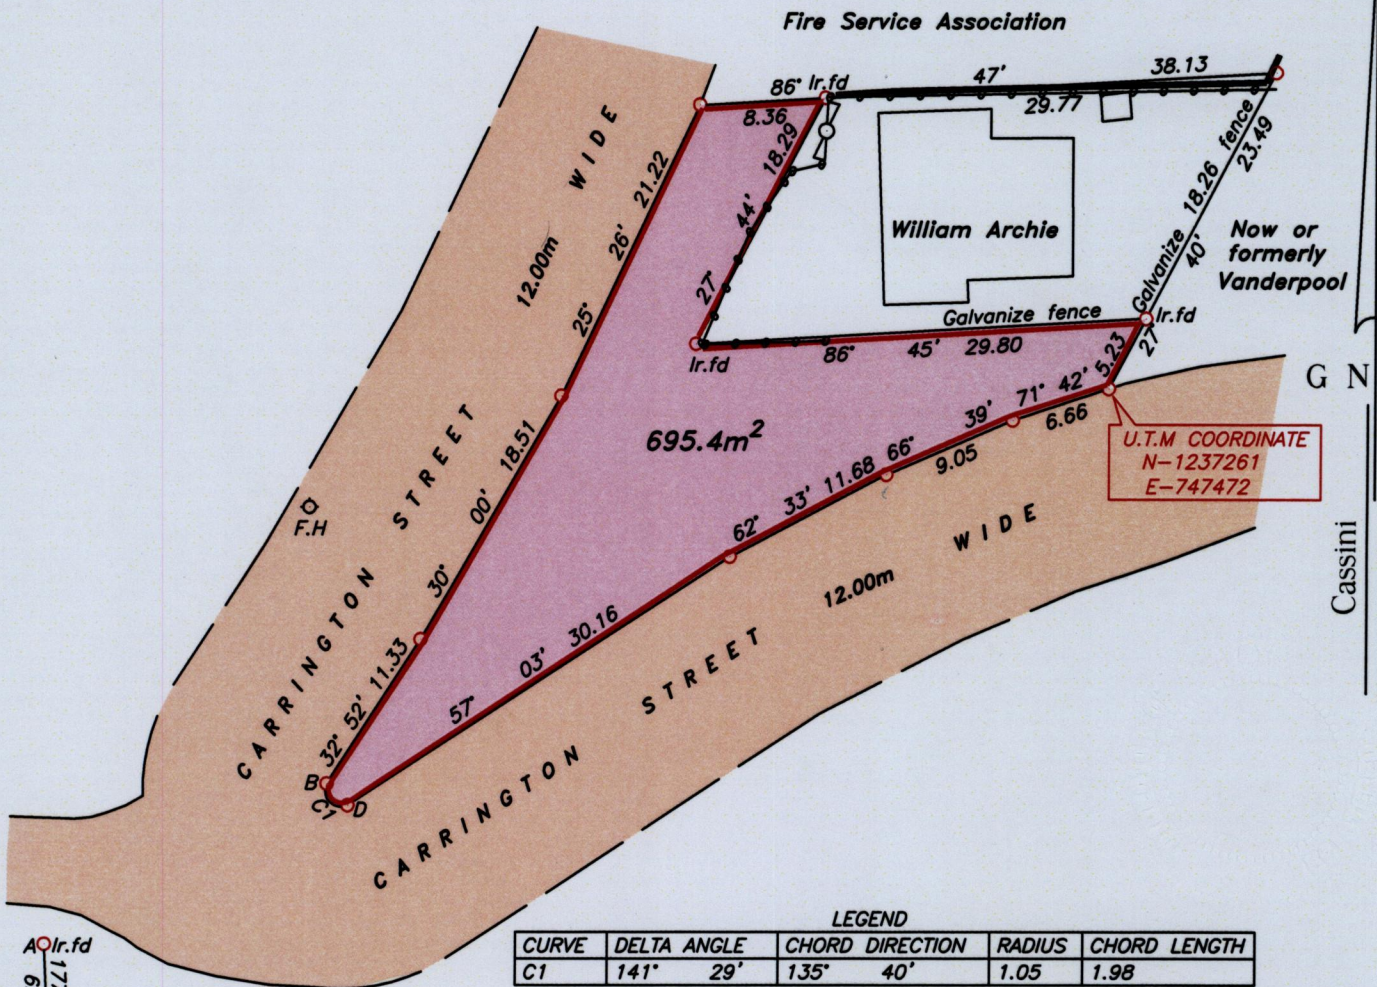 Fire Service Association
86° Ir.fd 47' 38.13
8.36 29.77
21.22 26' 25°
18.29 44' 27°
Galvanize 18.26 fence
40' 23.49
William Archie
Now or
formerly
Vanderpool
Galvanize fence
Ir.fd
86° 45' 29.80
Ir.fd
5.23 27°
12.00m WIDE
CARRINGTON STREET
G N
Cassini
18.51 00' 30°
695.4m²
71° 42'
6.66
66° 39'
9.05
62° 33' 11.68
U.T.M COORDINATE
N-1237261
E-747472
F.H
32° 52' 11.33
57° 03' 30.16
B
C1
D
CARRINGTON STREET 12.00m WIDE
A Ir.fd
LEGEND
CURVE DELTA ANGLE CHORD DIRECTION RADIUS CHORD LENGTH
C1 141° 29' 135° 40' 1.05 1.98